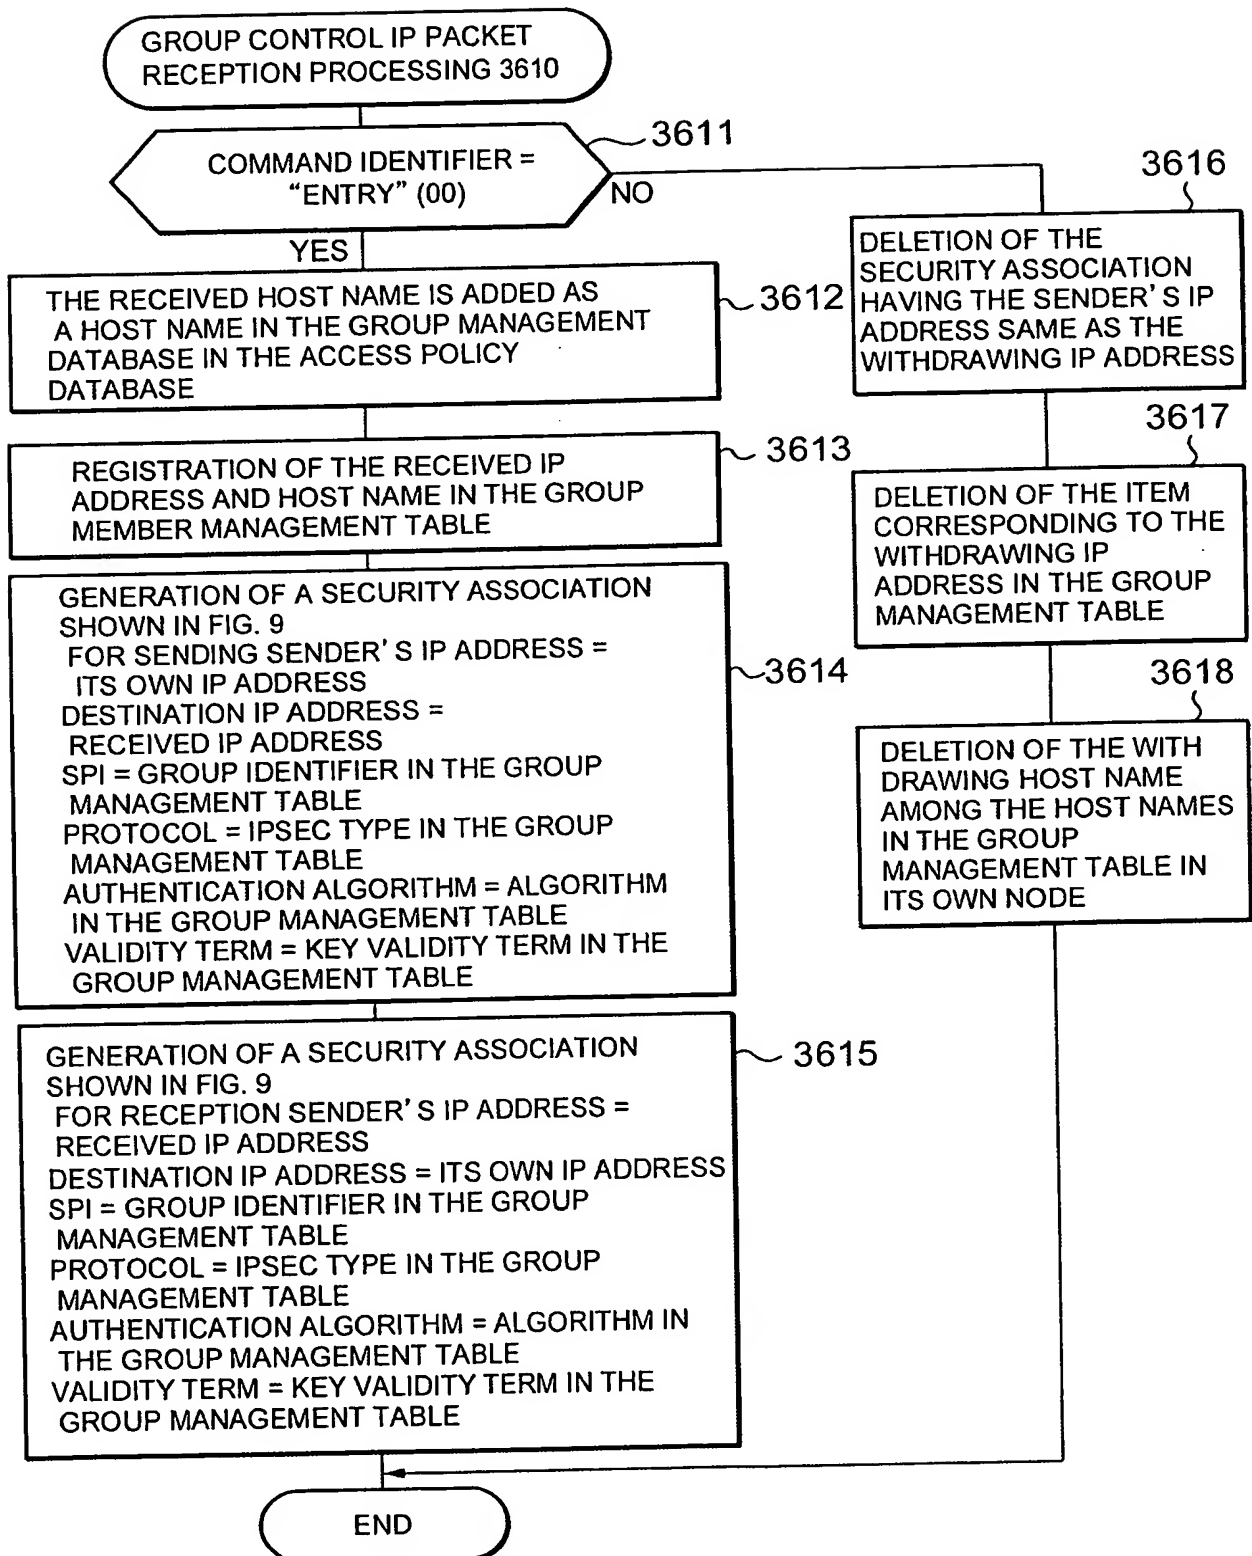 GROUP CONTROL IP PACKET
RECEPTION PROCESSING 3610
3611
COMMAND IDENTIFIER =
“ENTRY” (00)
NO
YES
THE RECEIVED HOST NAME IS ADDED AS
A HOST NAME IN THE GROUP MANAGEMENT
DATABASE IN THE ACCESS POLICY
DATABASE
3612
REGISTRATION OF THE RECEIVED IP
ADDRESS AND HOST NAME IN THE GROUP
MEMBER MANAGEMENT TABLE
3613
GENERATION OF A SECURITY ASSOCIATION
SHOWN IN FIG. 9
FOR SENDING SENDER'S IP ADDRESS =
ITS OWN IP ADDRESS
DESTINATION IP ADDRESS =
RECEIVED IP ADDRESS
SPI = GROUP IDENTIFIER IN THE GROUP
MANAGEMENT TABLE
PROTOCOL = IPSEC TYPE IN THE GROUP
MANAGEMENT TABLE
AUTHENTICATION ALGORITHM = ALGORITHM
IN THE GROUP MANAGEMENT TABLE
VALIDITY TERM = KEY VALIDITY TERM IN THE
GROUP MANAGEMENT TABLE
3614
GENERATION OF A SECURITY ASSOCIATION
SHOWN IN FIG. 9
FOR RECEPTION SENDER'S IP ADDRESS =
RECEIVED IP ADDRESS
DESTINATION IP ADDRESS = ITS OWN IP ADDRESS
SPI = GROUP IDENTIFIER IN THE GROUP
MANAGEMENT TABLE
PROTOCOL = IPSEC TYPE IN THE GROUP
MANAGEMENT TABLE
AUTHENTICATION ALGORITHM = ALGORITHM IN
THE GROUP MANAGEMENT TABLE
VALIDITY TERM = KEY VALIDITY TERM IN THE
GROUP MANAGEMENT TABLE
3615
3616
DELETION OF THE
SECURITY ASSOCIATION
HAVING THE SENDER'S IP
ADDRESS SAME AS THE
WITHDRAWING IP ADDRESS
3617
DELETION OF THE ITEM
CORRESPONDING TO THE
WITHDRAWING IP
ADDRESS IN THE GROUP
MANAGEMENT TABLE
3618
DELETION OF THE WITH
DRAWING HOST NAME
AMONG THE HOST NAMES
IN THE GROUP
MANAGEMENT TABLE IN
ITS OWN NODE
END